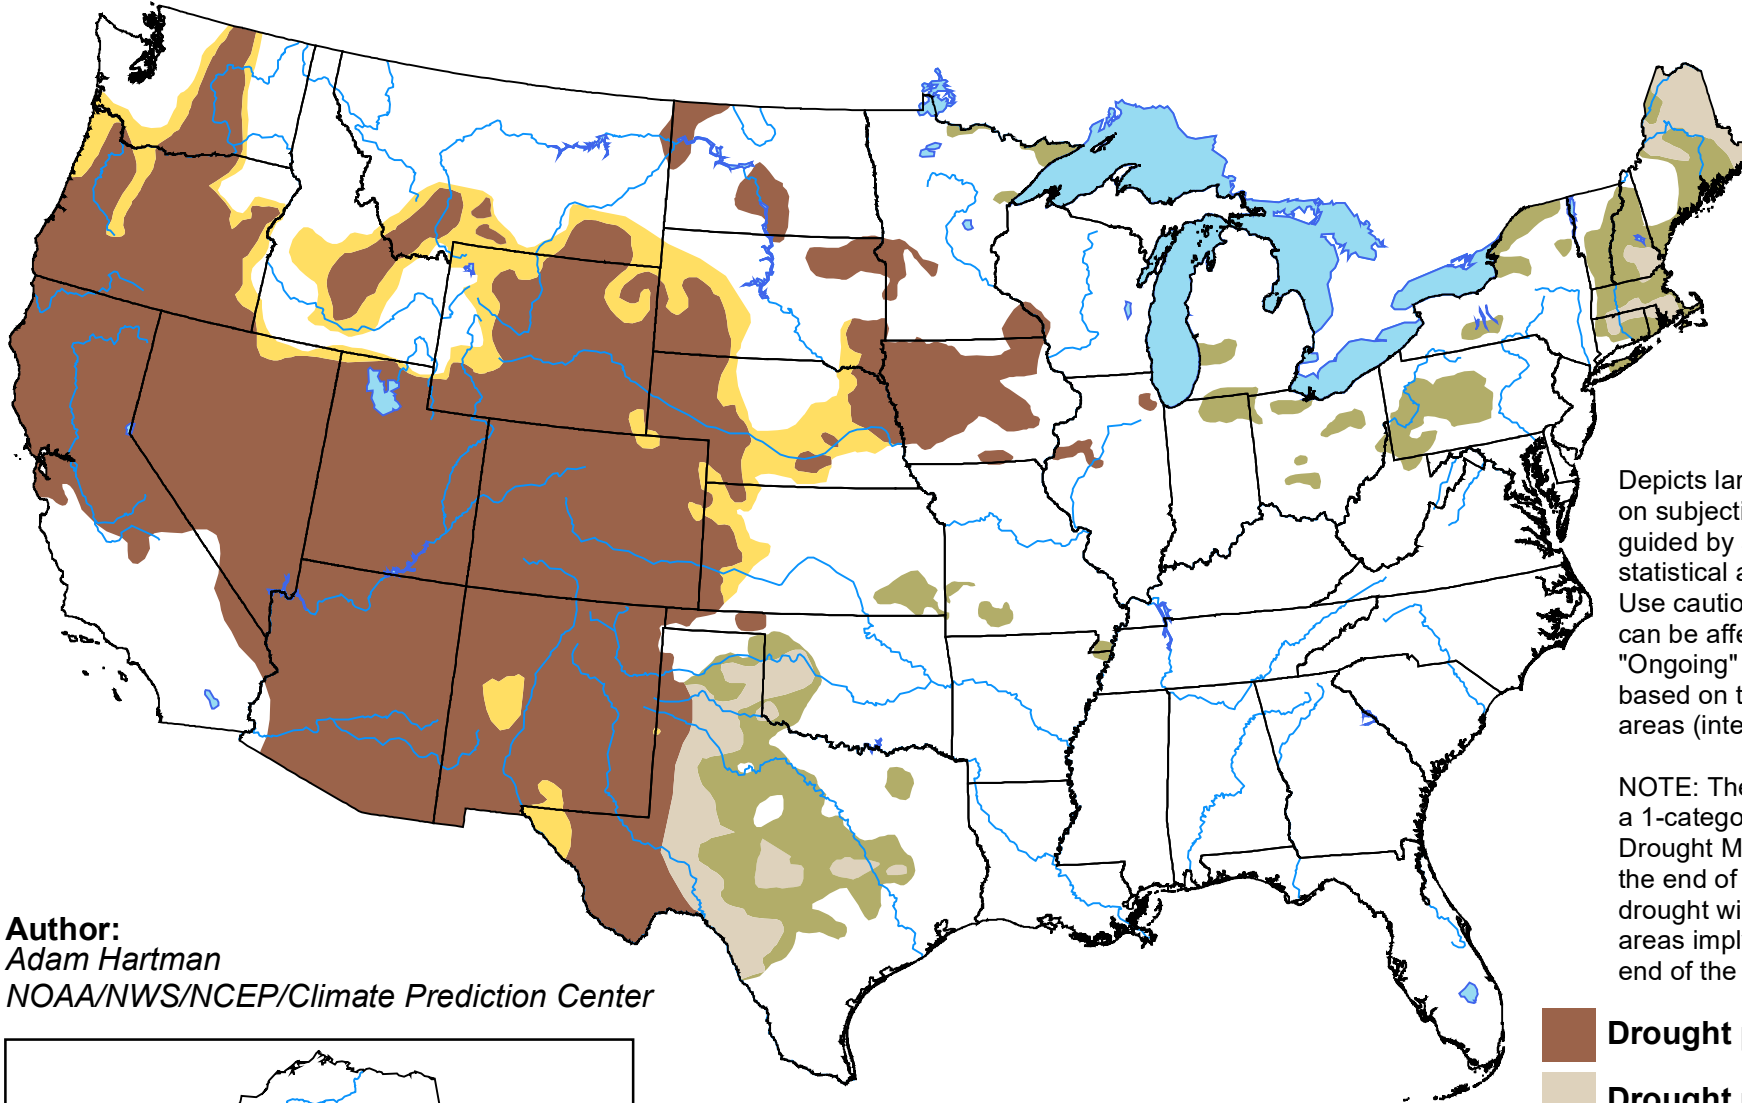 Depicts lar
on subjecti
guided by
statistical a
Use cautio
can be affe
"Ongoing"
based on t
areas (inte
NOTE: The
a 1-catego
Drought M
the end of
drought wi
areas impl
end of the
Author:
Adam Hartman
NOAA/NWS/NCEP/Climate Prediction Center
Drought
Drought